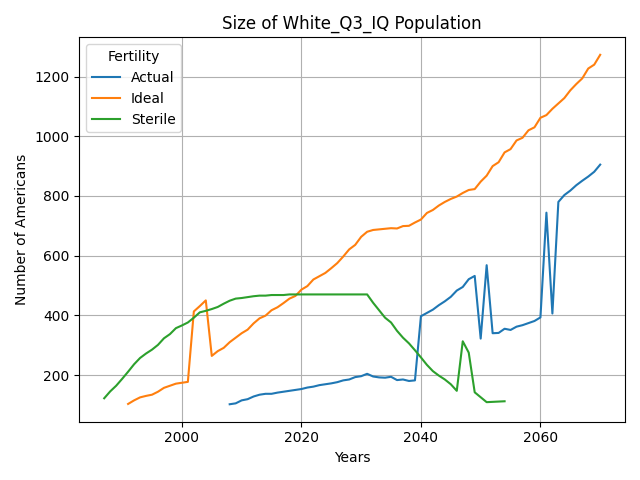 Size of White_Q3_IQ Population
Fertility
Actual
Ideal
Sterile
Number of Americans
1200
1000
800
600
400
200
2000
2020
2040
2060
Years